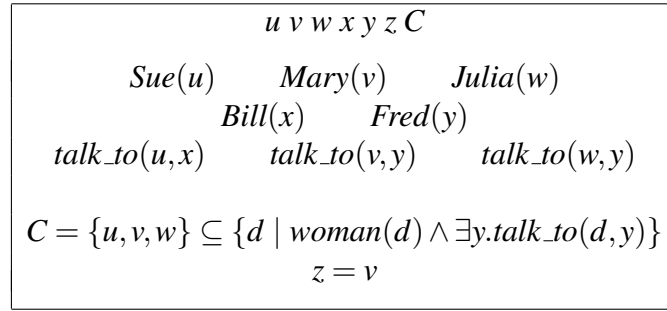 u v w x y z C
Sue(u) Mary(v) Julia(w)
Bill(x) Fred(y)
talk_to(u,x) talk_to(v,y) talk_to(w,y)
C = {u,v,w} ⊆ {d | woman(d) ∧ ∃y.talk_to(d,y)}
z = v